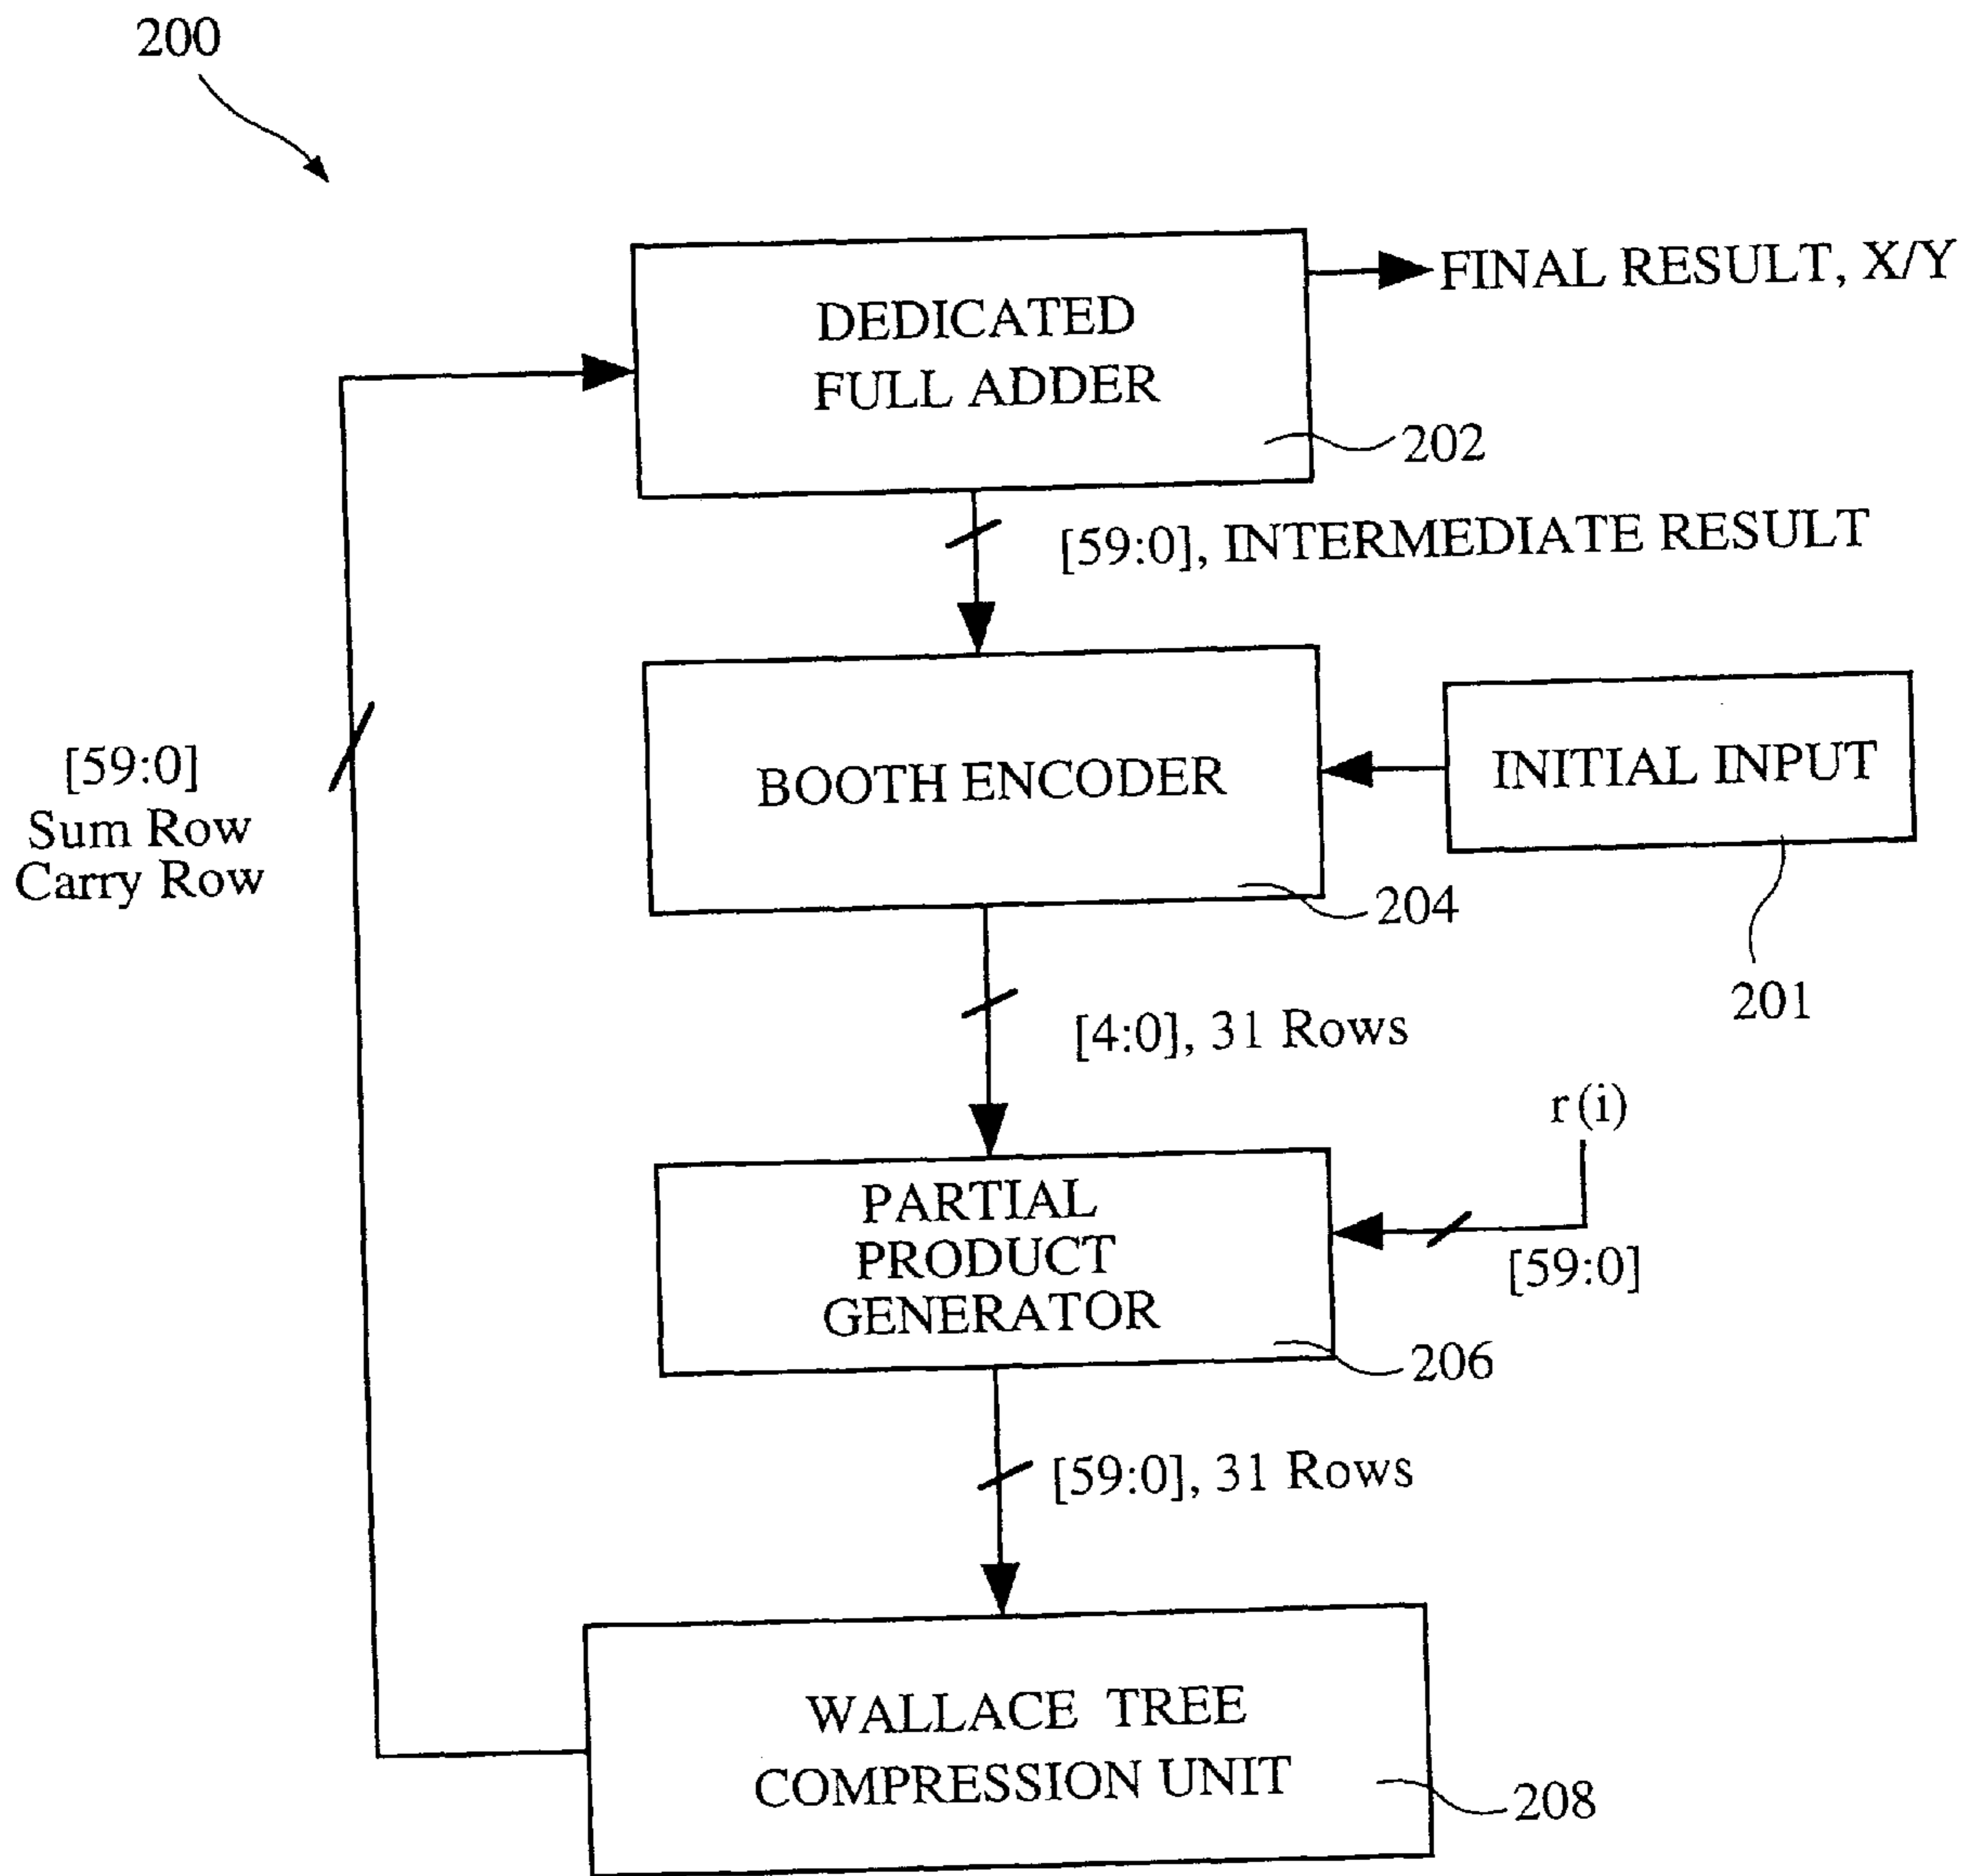 200
DEDICATED
FULL ADDER
FINAL RESULT, X/Y
202
[59:0], INTERMEDIATE RESULT
[59:0]
Sum Row
Carry Row
BOOTH ENCODER
INITIAL INPUT
204
201
[4:0], 31 Rows
r(i)
PARTIAL
PRODUCT
GENERATOR
[59:0]
206
[59:0], 31 Rows
WALLACE TREE
COMPRESSION UNIT
208